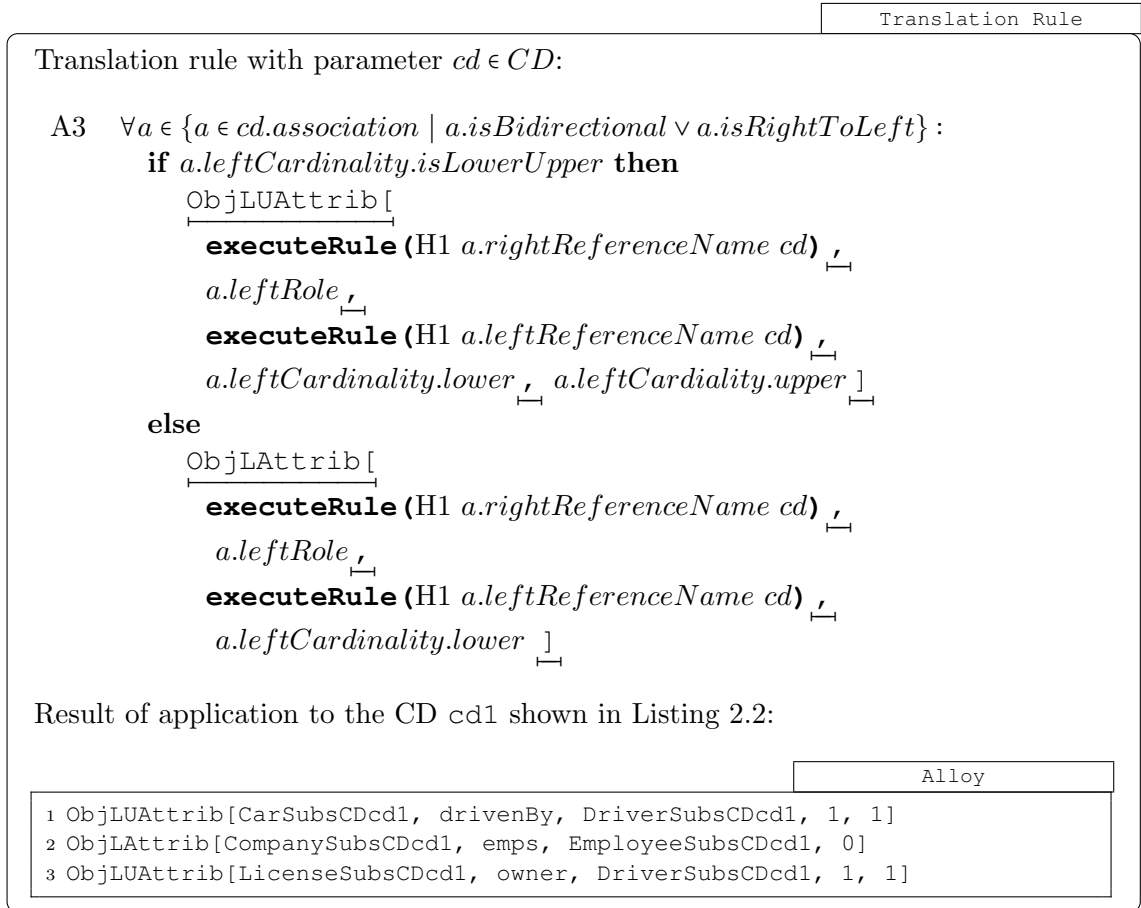 Translation Rule
Translation rule with parameter cd ∈ CD:
A3 ∀a ∈ {a ∈ cd.association | a.isBidirectional ∨ a.isRightToLeft} :
if a.leftCardinality.isLowerUpper then
ObjLUAttrib[
executeRule(H1 a.rightReferenceName cd) ,
a.leftRole ,
executeRule(H1 a.leftReferenceName cd) ,
a.leftCardinality.lower , a.leftCardiality.upper ]
else
ObjLAttrib[
executeRule(H1 a.rightReferenceName cd) ,
a.leftRole ,
executeRule(H1 a.leftReferenceName cd) ,
a.leftCardinality.lower ]
Result of application to the CD cd1 shown in Listing 2.2:
Alloy
1 ObjLUAttrib[CarSubsCDcd1, drivenBy, DriverSubsCDcd1, 1, 1]
2 ObjLAttrib[CompanySubsCDcd1, emps, EmployeeSubsCDcd1, 0]
3 ObjLUAttrib[LicenseSubsCDcd1, owner, DriverSubsCDcd1, 1, 1]